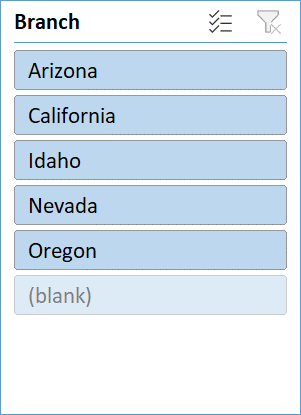 Branch
Arizona
California
Idaho
Nevada
Oregon
(blank)